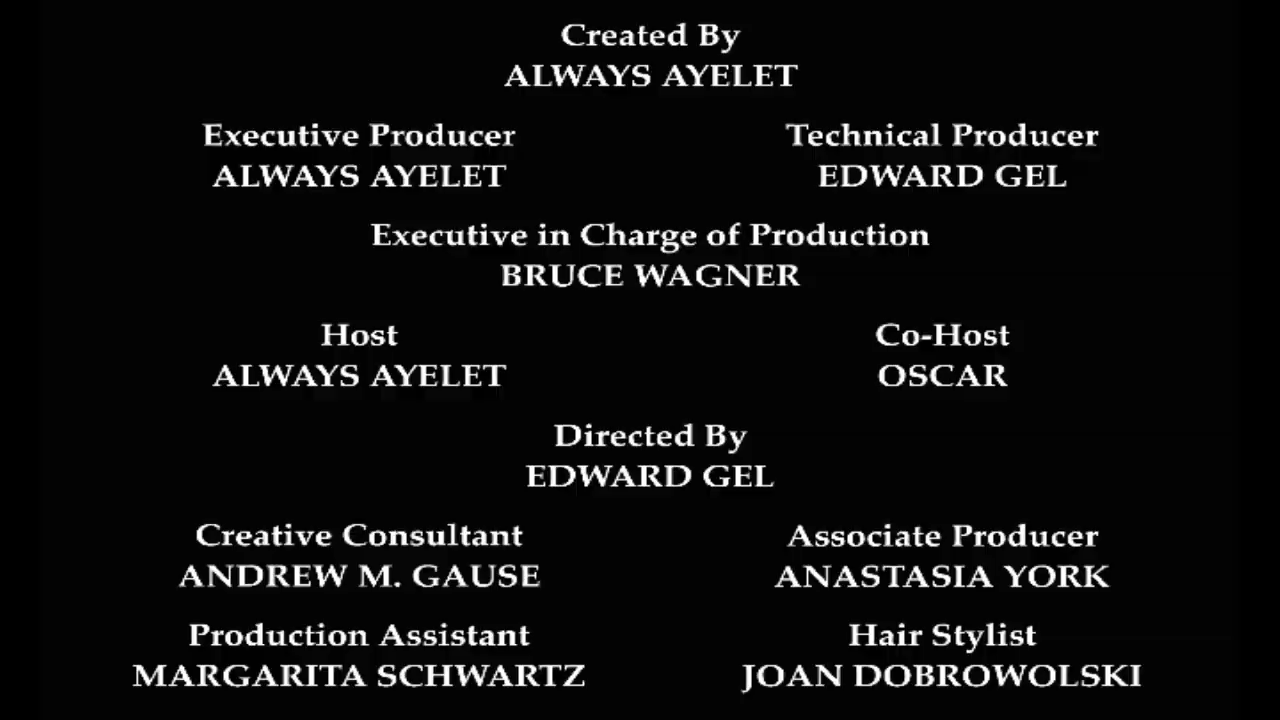 Created By
ALWAYS AYELET
Executive Producer
ALWAYS AYELET
Technical Producer
EDWARD GEL
Executive in Charge of Production
BRUCE WAGNER
Host
ALWAYS AYELET
Co-Host
OSCAR
Directed By
EDWARD GEL
Creative Consultant
ANDREW M. GAUSE
Associate Producer
ANASTASIA YORK
Production Assistant
MARGARITA SCHWARTZ
Hair Stylist
JOAN DOBROWOLSKI